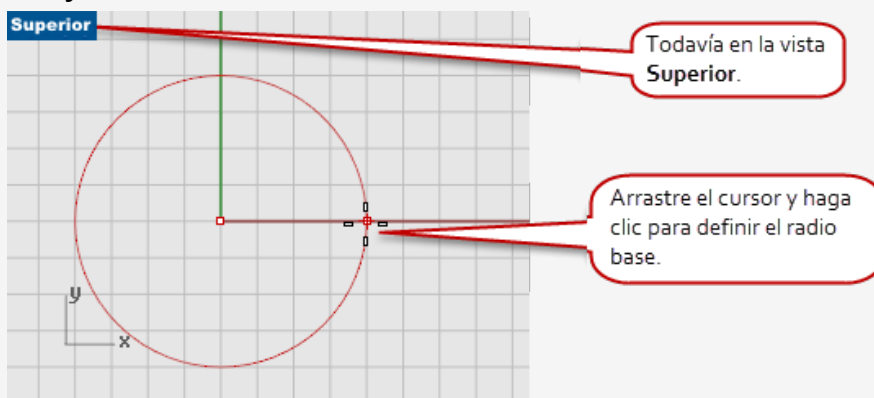 Superior
Todavía en la vista
Superior.
Arrastre el cursor y haga
clic para definir el radio
base.
y
x